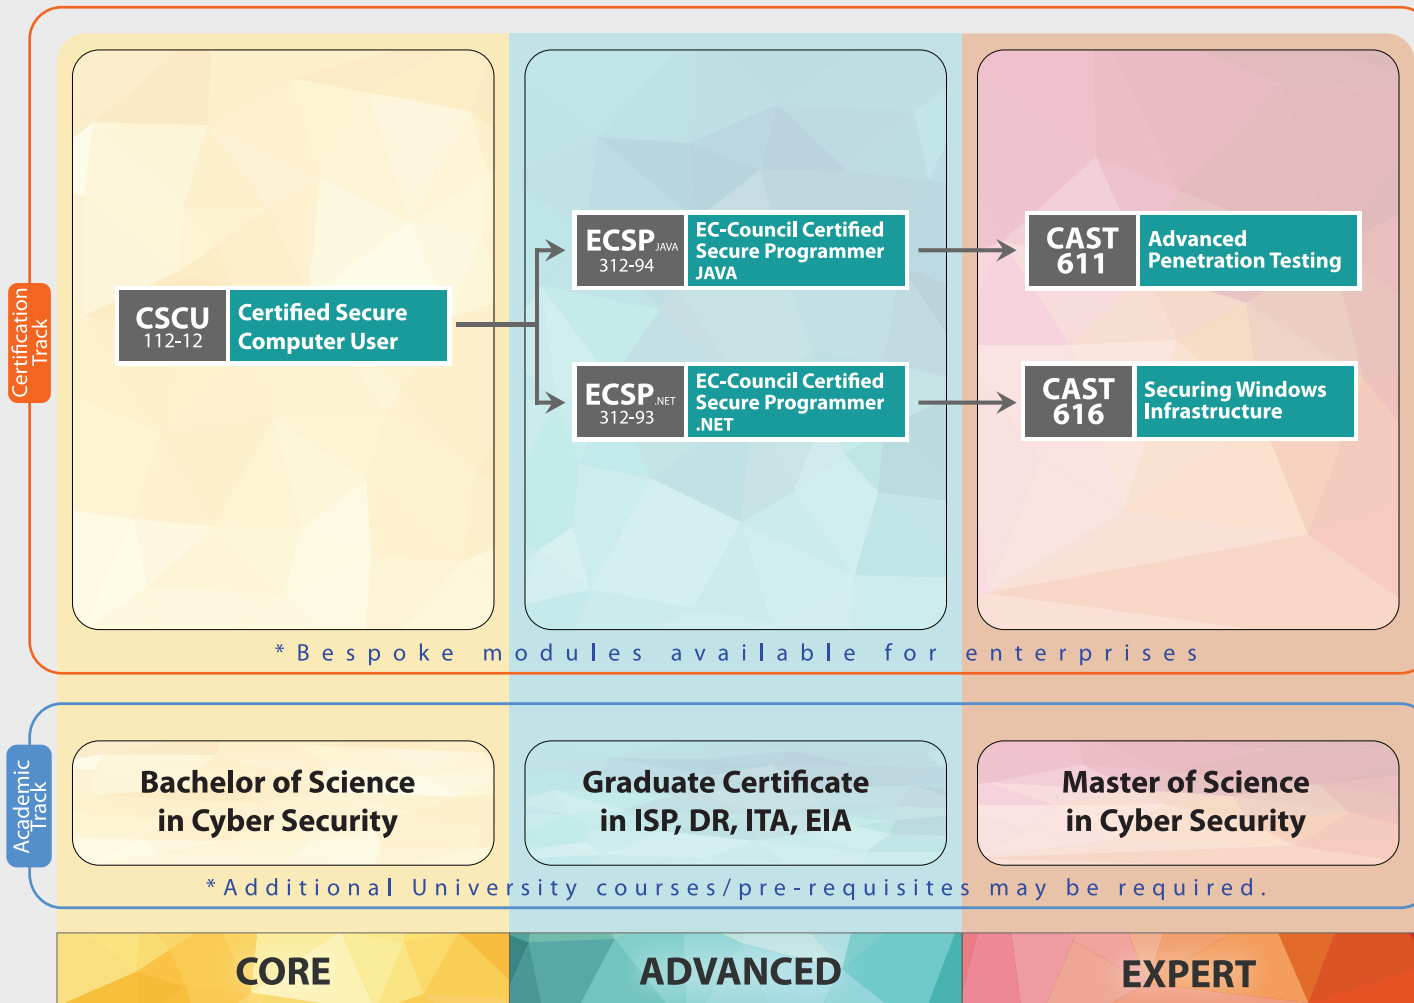 Certification
Track
CSCU
112-12
Certified Secure
Computer User
ECSP JAVA
312-94
EC-Council Certified
Secure Programmer
JAVA
CAST
611
Advanced
Penetration Testing
ECSP .NET
312-93
EC-Council Certified
Secure Programmer
.NET
CAST
616
Securing Windows
Infrastructure
*Bespoke modules available for enterprises
Academic
Track
Bachelor of Science
in Cyber Security
Graduate Certificate
in ISP, DR, ITA, EIA
Master of Science
in Cyber Security
*Additional University courses/pre-requisites may be required.
CORE
ADVANCED
EXPERT